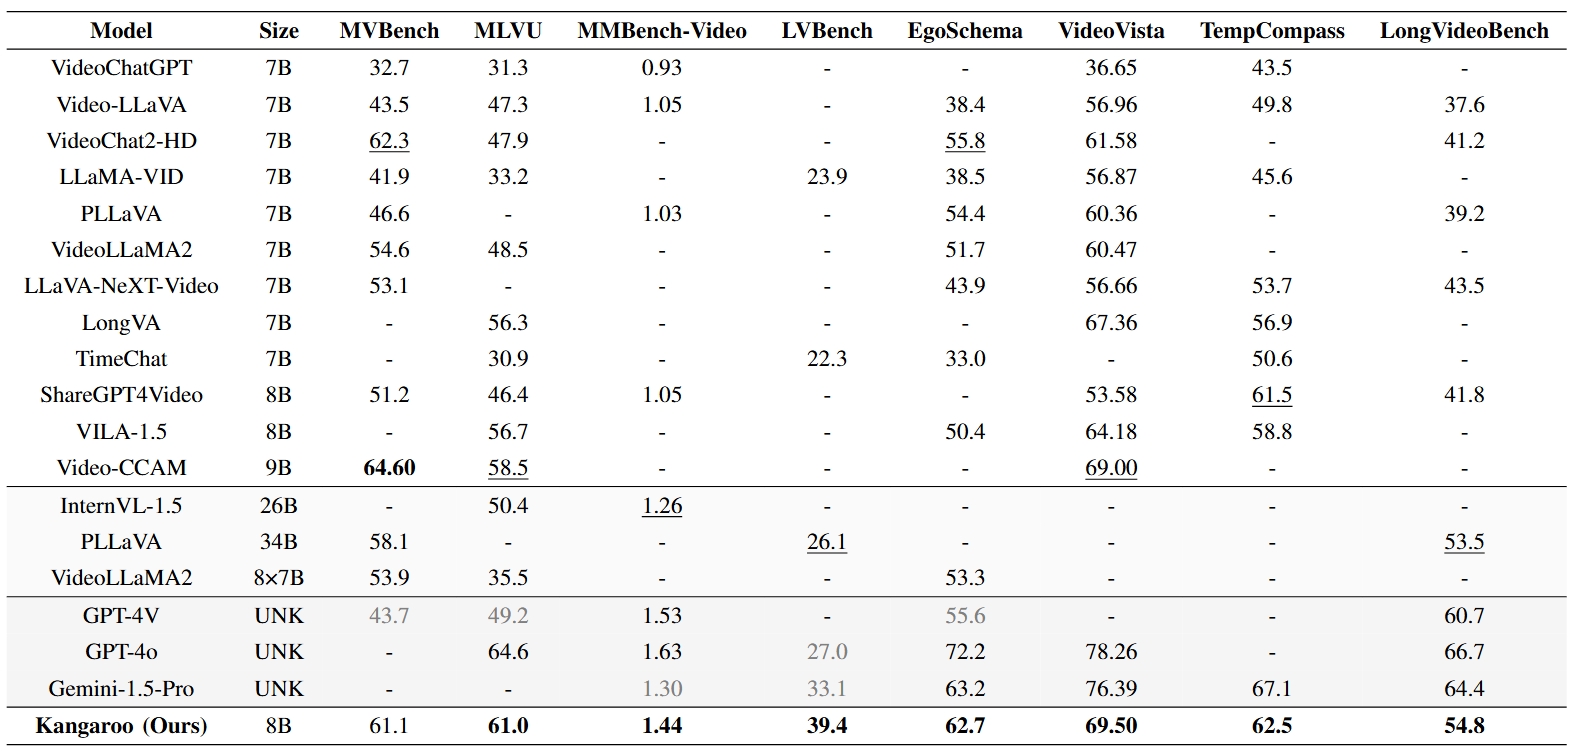 Model Size MVBench MLVU MMBench-Video LVBench EgoSchema VideoVista TempCompass LongVideoBench
VideoChatGPT 7B 32.7 31.3 0.93 - - 36.65 43.5 -
Video-LLaVA 7B 43.5 47.3 1.05 - 38.4 56.96 49.8 37.6
VideoChat2-HD 7B 62.3 47.9 - - 55.8 61.58 - 41.2
LLaMA-VID 7B 41.9 33.2 - 23.9 38.5 56.87 45.6 -
PLLaVA 7B 46.6 - 1.03 - 54.4 60.36 - 39.2
VideoLLaMA2 7B 54.6 48.5 - - 51.7 60.47 - -
LLaVA-NeXT-Video 7B 53.1 - - - 43.9 56.66 53.7 43.5
LongVA 7B - 56.3 - - - 67.36 56.9 -
TimeChat 7B - 30.9 - 22.3 33.0 - 50.6 -
ShareGPT4Video 8B 51.2 46.4 1.05 - - 53.58 61.5 41.8
VILA-1.5 8B - 56.7 - - 50.4 64.18 58.8 -
Video-CCAM 9B 64.60 58.5 - - - 69.00 - -
InternVL-1.5 26B - 50.4 1.26 - - - - -
PLLaVA 34B 58.1 - - 26.1 - - - 53.5
VideoLLaMA2 8×7B 53.9 35.5 - - 53.3 - - -
GPT-4V UNK 43.7 49.2 1.53 - 55.6 - - 60.7
GPT-4o UNK - 64.6 1.63 27.0 72.2 78.26 - 66.7
Gemini-1.5-Pro UNK - - 1.30 33.1 63.2 76.39 67.1 64.4
Kangaroo (Ours) 8B 61.1 61.0 1.44 39.4 62.7 69.50 62.5 54.8